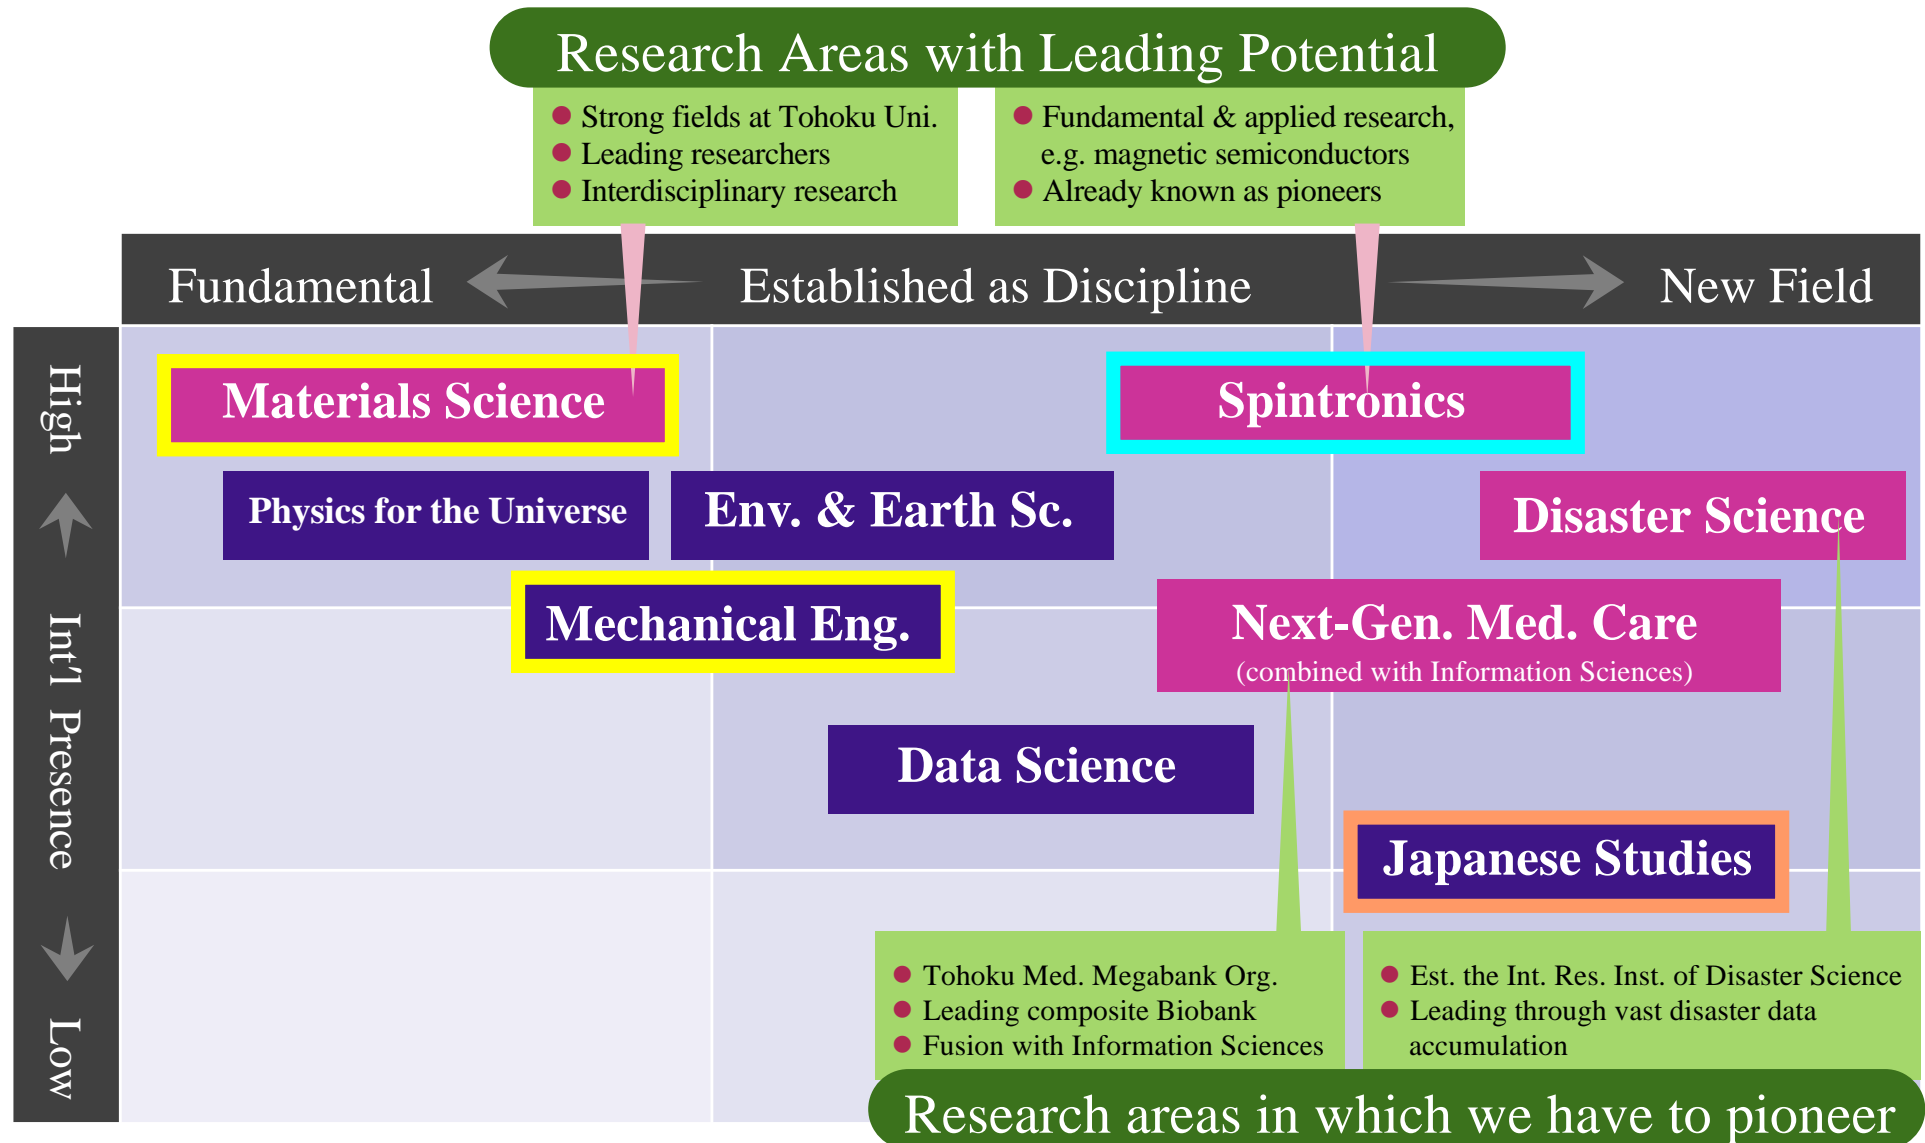 Research Areas with Leading Potential
Strong fields at Tohoku Uni.
Leading researchers
Interdisciplinary research
Fundamental & applied research,
e.g. magnetic semiconductors
Already known as pioneers
Fundamental
Established as Discipline
New Field
High
Int'l Presence
Low
Materials Science
Spintronics
Physics for the Universe
Env. & Earth Sc.
Disaster Science
Mechanical Eng.
Next-Gen. Med. Care
(combined with Information Sciences)
Data Science
Japanese Studies
Tohoku Med. Megabank Org.
Leading composite Biobank
Fusion with Information Sciences
Est. the Int. Res. Inst. of Disaster Science
Leading through vast disaster data
accumulation
Research areas in which we have to pioneer